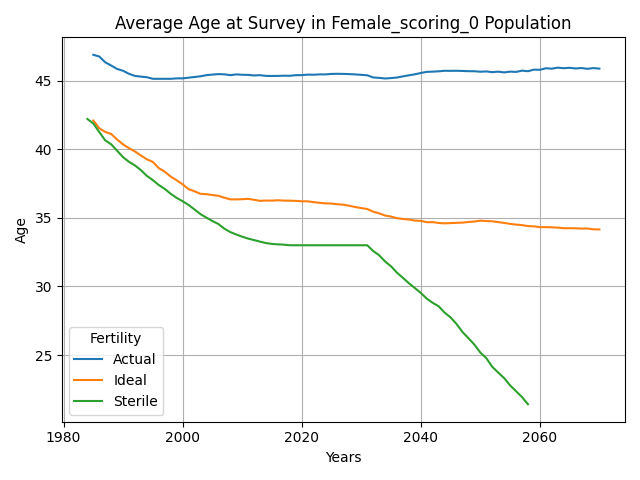 Average Age at Survey in Female_scoring_0 Population
45
40
35
30
25
Age
Fertility
Actual
Ideal
Sterile
1980
2000
2020
2040
2060
Years